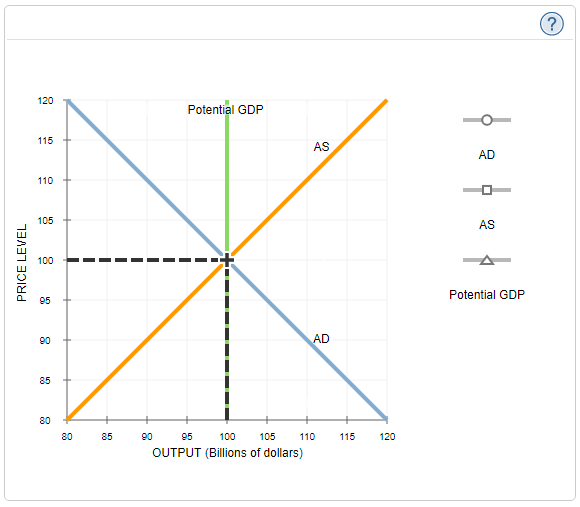 ?
120
Potential GDP
115
AS
110
105
100
95
90
AD
85
80
PRICE LEVEL
80 85 90 95 100 105 110 115 120
OUTPUT (Billions of dollars)
AD
AS
Potential GDP